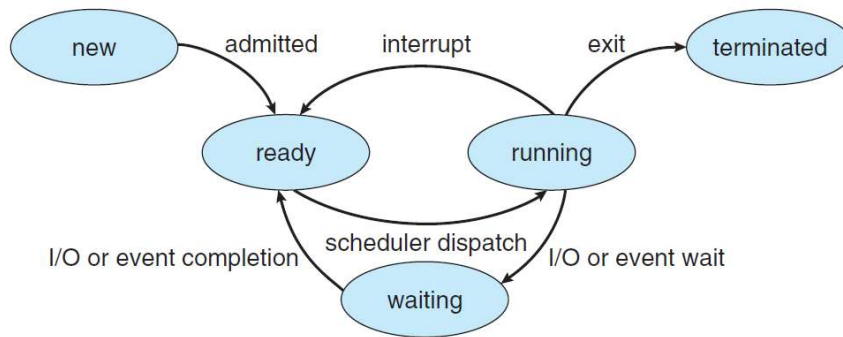 new
admitted
interrupt
exit
terminated
ready
running
scheduler dispatch
I/O or event completion
I/O or event wait
waiting